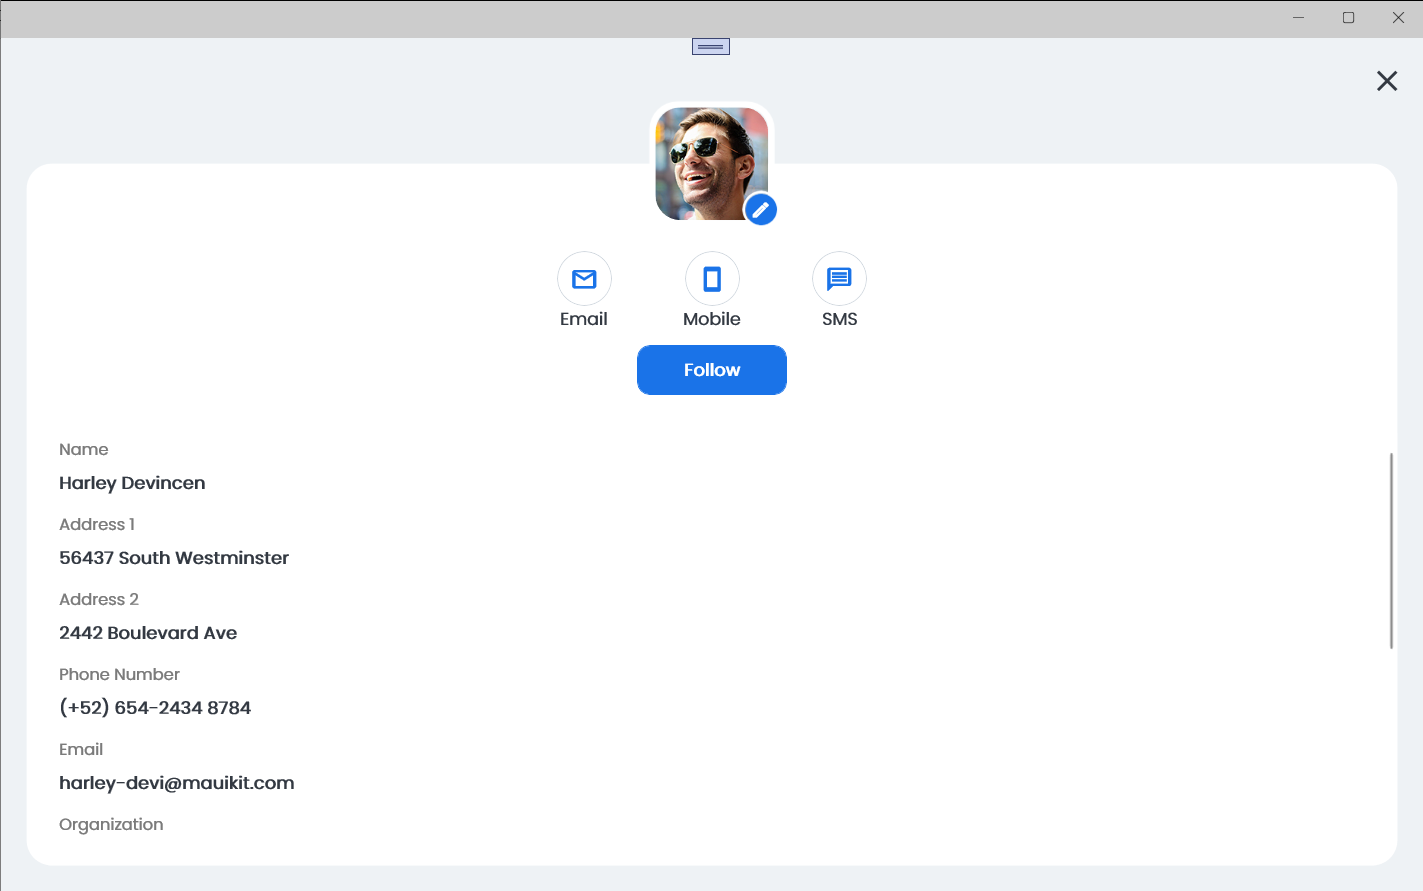 Email
Mobile
SMS
Follow
Name
Harley Devincen
Address 1
56437 South Westminster
Address 2
2442 Boulevard Ave
Phone Number
(+52) 654-2434 8784
Email
harley-devi@mauikit.com
Organization